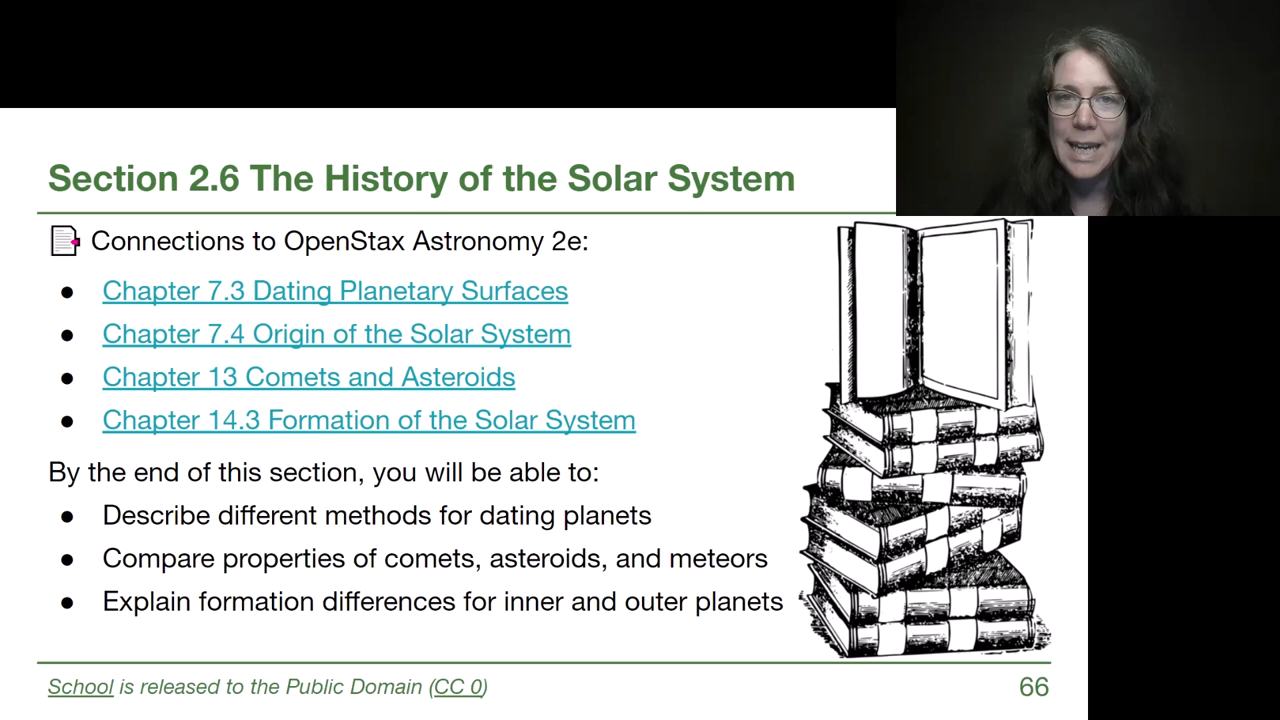 Section 2.6 The History of the Solar System
Connections to OpenStax Astronomy 2e:
● Chapter 7.3 Dating Planetary Surfaces
● Chapter 7.4 Origin of the Solar System
● Chapter 13 Comets and Asteroids
● Chapter 14.3 Formation of the Solar System
By the end of this section, you will be able to:
● Describe different methods for dating planets
● Compare properties of comets, asteroids, and meteors
● Explain formation differences for inner and outer planets
School is released to the Public Domain (CC 0)
66